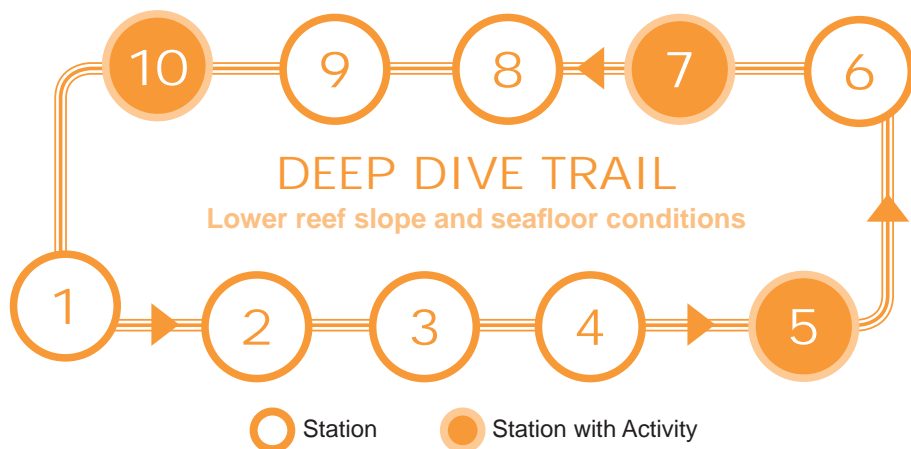 10 9 8 7 6
DEEP DIVE TRAIL
Lower reef slope and seafloor conditions
1 2 3 4 5
Station Station with Activity